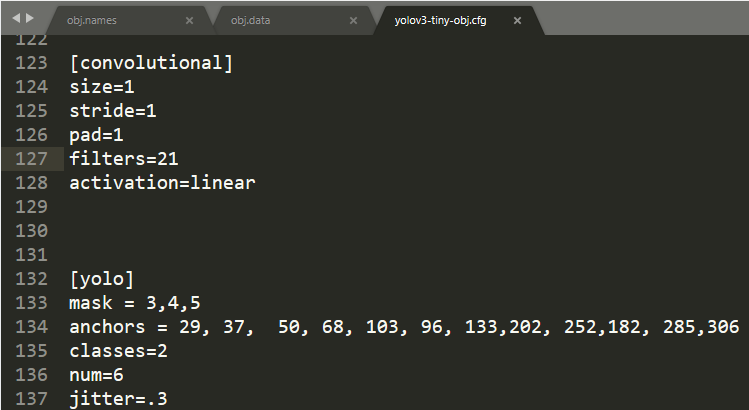 obj.names × obj.data × yolov3-tiny-obj.cfg ×
122
123 [convolutional]
124 size=1
125 stride=1
126 pad=1
127 filters=21
128 activation=linear
129
130
131
132 [yolo]
133 mask = 3,4,5
134 anchors = 29, 37,  50, 68, 103, 96, 133,202, 252,182, 285,306
135 classes=2
136 num=6
137 jitter=.3